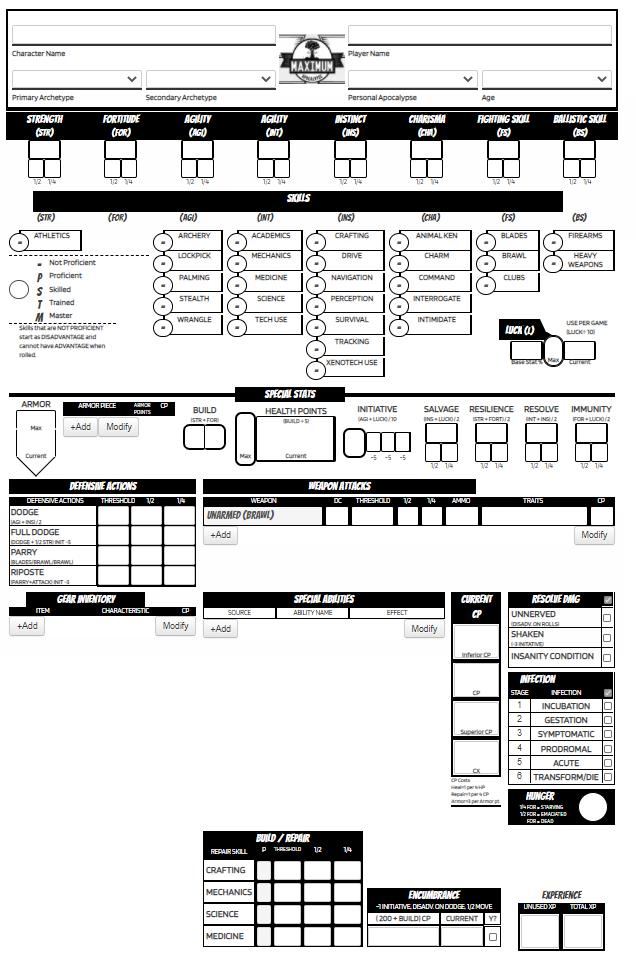 MAXIMUM
APOCALYPSE
Character Name
Player Name
Primary Archetype
Secondary Archetype
Personal Apocalypse
Age
STRENGTH FORTITUDE AGILITY AGILITY INSTINCT CHARISMA FIGHTING SKILL BALLISTIC SKILL
(STR) (FOR) (AGI) (INT) (INS) (CHA) (FS) (BS)
1/2 1/4 1/2 1/4 1/2 1/4 1/2 1/4 1/2 1/4 1/2 1/4 1/2 1/4 1/2 1/4
SKILLS
(STR) (FOR) (AGI) (INT) (INS) (CHA) (FS) (BS)
= ATHLETICS = ARCHERY = ACADEMICS = CRAFTING = ANIMAL KEN = BLADES = FIREARMS
= LOCKPICK = MECHANICS = DRIVE = CHARM = BRAWL = HEAVY
WEAPONS
= PALMING = MEDICINE = NAVIGATION = COMMAND = CLUBS
= STEALTH = SCIENCE = PERCEPTION = INTERROGATE
= WRANGLE = TECH USE = SURVIVAL = INTIMIDATE
= TRACKING
= XENOTECH USE
= Not Proficient
P Proficient
S Skilled
T Trained
M Master
Skills that are NOT PROFICIENT
start as DISADVANTAGE and
cannot have ADVANTAGE when
rolled.
LUCK (L)
USE PER GAME
(LUCK ÷ 10)
Base Stat % Max Current
SPECIAL STATS
ARMOR
Max
Current
ARMOR PIECE ARMOR POINTS CP
+Add Modify
BUILD
(STR + FOR)
HEALTH POINTS
(BUILD ÷ 5)
Max Current
INITIATIVE
(AGI + LUCK) / 10
-5 -5 -5
SALVAGE RESILIENCE RESOLVE IMMUNITY
(INS + LUCK) / 2 (STR + FORT) / 2 (INT + INS) / 2 (FOR + LUCK) / 2
1/2 1/4 1/2 1/4 1/2 1/4 1/2 1/4
DEFENSIVE ACTIONS
DEFENSIVE ACTIONS THRESHOLD 1/2 1/4
DODGE
(AGI + INS) / 2
FULL DODGE
(DODGE + 1/2 STR) INIT -5
PARRY
(BLADES/BRAWL/BRAWL)
RIPOSTE
(PARRY+ATTACK) INIT -5
WEAPON ATTACKS
WEAPON DC THRESHOLD 1/2 1/4 AMMO TRAITS CP
UNARMED (BRAWL)
+Add Modify
GEAR INVENTORY
ITEM CHARACTERISTIC CP
+Add Modify
SPECIAL ABILITIES
SOURCE ABILITY NAME EFFECT
+Add Modify
CURRENT
CP
Inferior CP
CP
Superior CP
CX
CP Costs
Heal=1 per 4 HP
Repair=1 per 4 CP
Armor=3 per Armor pt
RESOLVE DMG
UNNERVED
(DISADV. ON ROLLS)
SHAKEN
(-3 INITIATIVE)
INSANITY CONDITION
INFECTION
STAGE INFECTION
1 INCUBATION
2 GESTATION
3 SYMPTOMATIC
4 PRODROMAL
5 ACUTE
6 TRANSFORM/DIE
HUNGER
1/4 FOR = STARVING
1/2 FOR = EMACIATED
FOR = DEAD
BUILD / REPAIR
REPAIR SKILL P THRESHOLD 1/2 1/4
CRAFTING
MECHANICS
SCIENCE
MEDICINE
ENCUMBRANCE
-1 INITIATIVE, DISADV. ON DODGE, 1/2 MOVE
( 200 + BUILD) CP CURRENT Y?
EXPERIENCE
UNUSED XP TOTAL XP